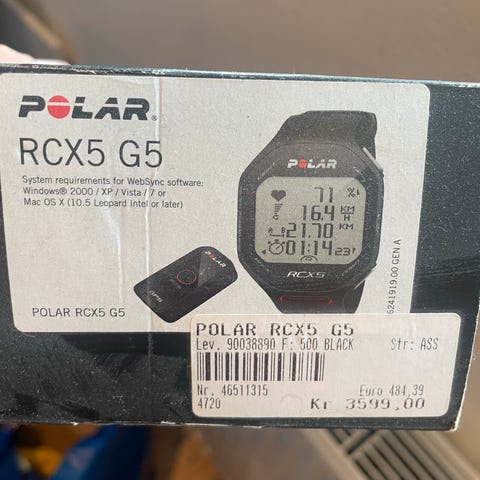 POLAR®
RCX5 G5
System requirements for WebSync software:
Windows® 2000 / XP / Vista / 7 or
Mac OS X (10.5 Leopard Intel or later)
POLAR RCX5 G5
POLAR
GPS
POLAR
71 %
16.4 KM
H
21.70 KM
01:14 23'
RCX5
6241919.00 GEN A
POLAR RCX5 G5
Lev. 90038890 F: 500 BLACK Str: ASS
Nr. 46511315 Euro 484,39
4720 Kr 3599,00